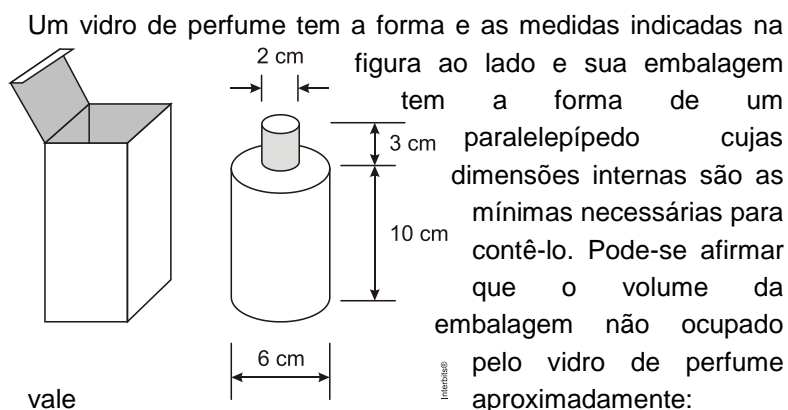 Um vidro de perfume tem a forma e as medidas indicadas na
figura ao lado e sua embalagem
tem a forma de um
paralelepípedo cujas
dimensões internas são as
mínimas necessárias para
contê-lo. Pode-se afirmar
que o volume da
embalagem não ocupado
pelo vidro de perfume
vale aproximadamente:
2 cm
3 cm
10 cm
6 cm
Interbits®